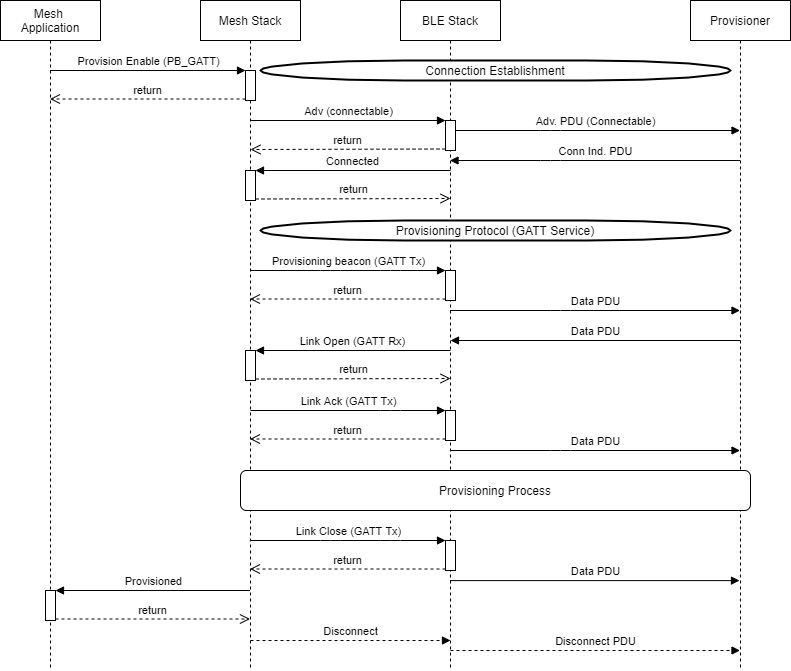 Mesh
Application
Mesh Stack
BLE Stack
Provisioner
Provision Enable (PB_GATT)
Connection Establishment
return
Adv (connectable)
Adv. PDU (Connectable)
return
Conn Ind. PDU
Connected
return
Provisioning Protocol (GATT Service)
Provisioning beacon (GATT Tx)
return
Data PDU
Data PDU
Link Open (GATT Rx)
return
Link Ack (GATT Tx)
return
Data PDU
Provisioning Process
Link Close (GATT Tx)
return
Data PDU
Provisioned
return
Disconnect
Disconnect PDU